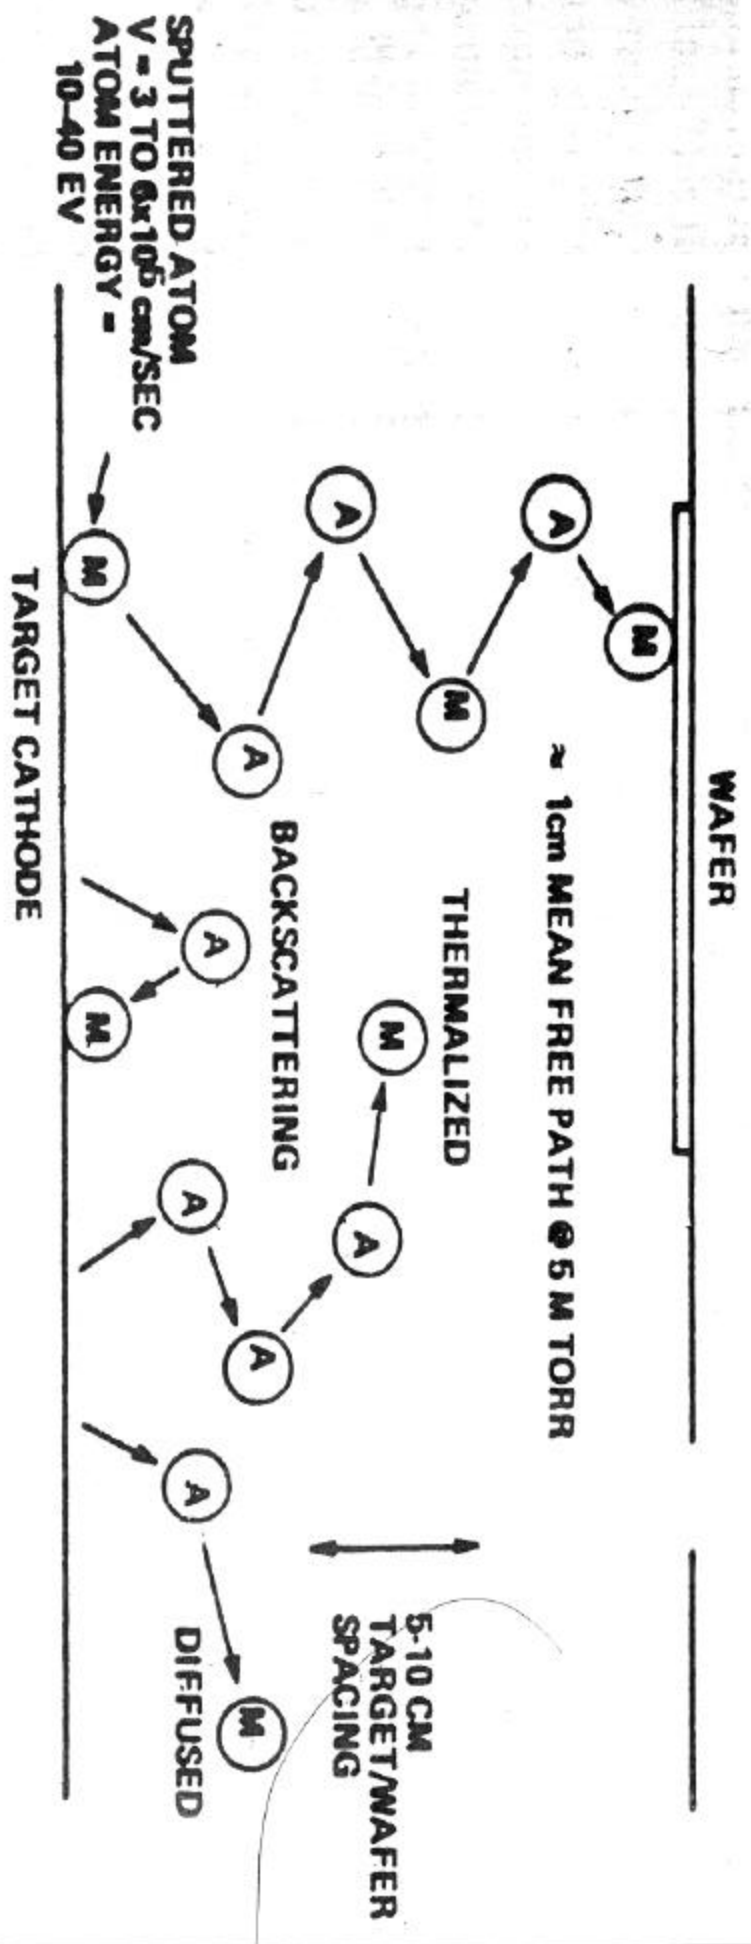 WAFER
A
M
≈ 1cm MEAN FREE PATH @ 5 M TORR
A
M
THERMALIZED
M
A
5-10 CM
TARGET/WAFER
SPACING
A
BACKSCATTERING
A
A
A
A
M
DIFFUSED
M
M
SPUTTERED ATOM
V = 3 TO 6x10⁵ cm/SEC
ATOM ENERGY =
10-40 EV
TARGET CATHODE